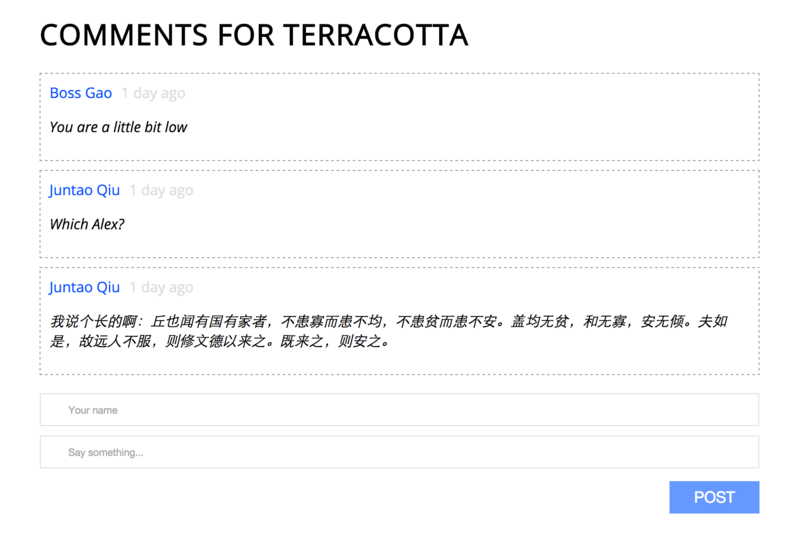 COMMENTS FOR TERRACOTTA
Boss Gao 1 day ago
You are a little bit low
Juntao Qiu 1 day ago
Which Alex?
Juntao Qiu 1 day ago
我说个长的啊：丘也闻有国有家者，不患寡而患不均，不患贫而患不安。盖均无贫，和无寡，安无倾。夫如
是，故远人不服，则修文德以来之。既来之，则安之。
Your name
Say something...
POST